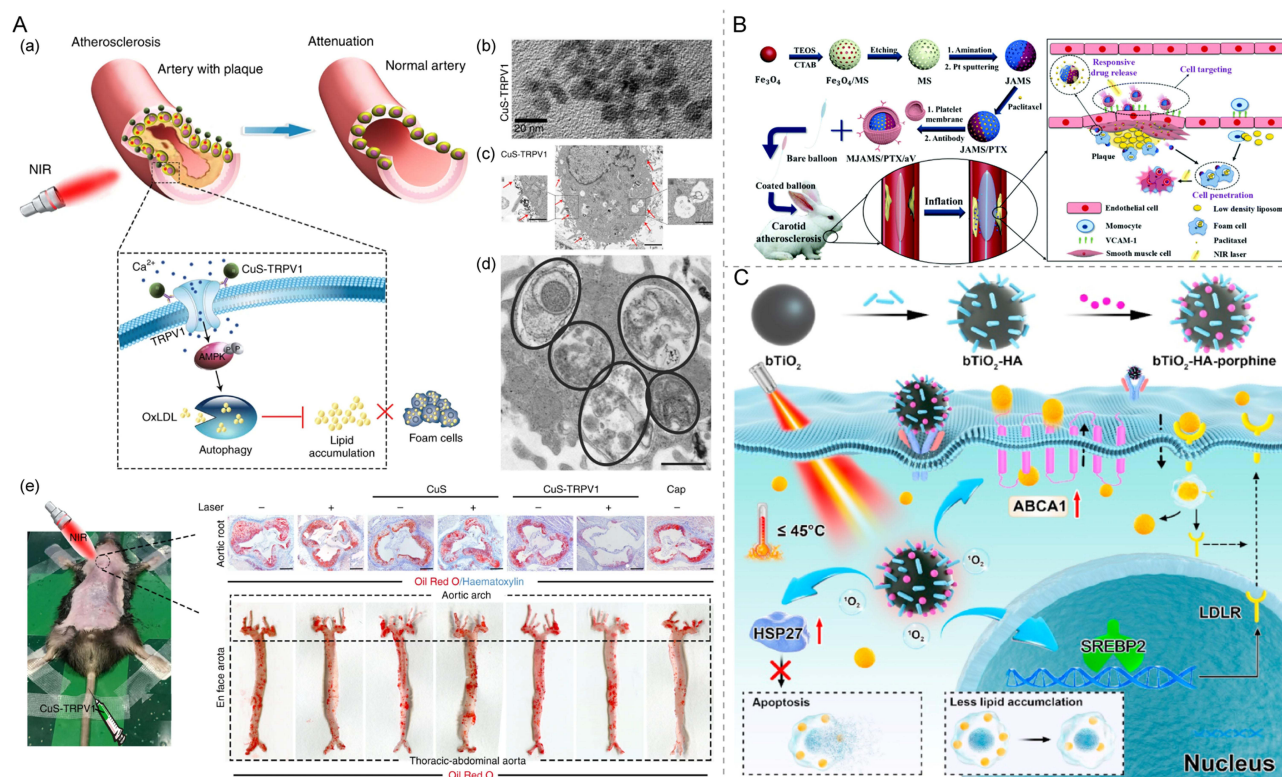 A
(a)
Atherosclerosis
Artery with plaque
Attenuation
Normal artery
NIR
Ca2+
CuS-TRPV1
TRPV1
AMPK
P
P
OxLDL
Autophagy
Lipid
accumulation
Foam cells
(b)
CuS-TRPV1
20 nm
(c)
CuS-TRPV1
(d)
(e)
NIR
CuS-TRPV1
CuS
CuS-TRPV1
Cap
Laser
−
+
−
+
−
+
−
Aortic root
Oil Red O/Haematoxylin
Aortic arch
En face arota
Thoracic-abdominal aorta
Oil Red O
B
Fe3O4
TEOS
CTAB
Fe3O4/MS
Etching
MS
1. Amination
2. Pt sputtering
JAMS
Paclitaxel
JAMS/PTX
1. Platelet
membrane
2. Antibody
MJAMS/PTX/aV
Bare balloon
Coated balloon
Carotid
atherosclerosis
Inflation
Responsive
drug release
Cell targeting
Plaque
Cell penetration
Endothelial cell
Low density liposom
Momocyte
Foam cell
VCAM-1
Paclitaxel
Smooth muscle cell
NIR laser
C
bTiO2
bTiO2-HA
bTiO2-HA-porphine
≤ 45°C
ABCA1
1O2
1O2
1O2
HSP27
LDLR
SREBP2
Apoptosis
Less lipid accumclation
Nucleus